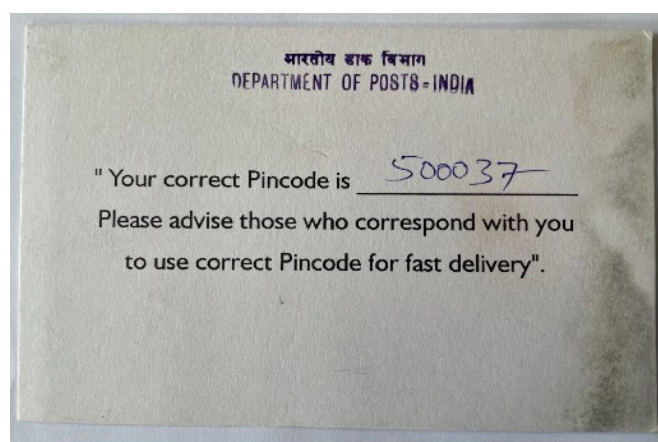 भारतीय डाक विभाग
DEPARTMENT OF POSTS-INDIA
" Your correct Pincode is 500037
Please advise those who correspond with you
to use correct Pincode for fast delivery".